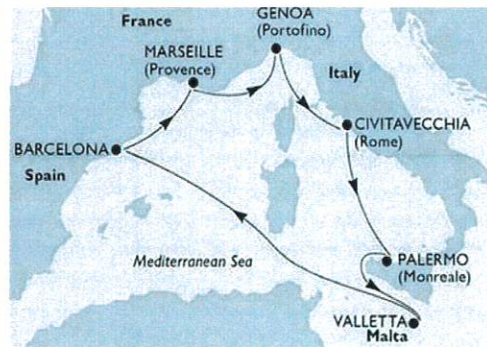 France
GENOA
(Portofino)
MARSEILLE
(Provence)
Italy
CIVITAVECCHIA
(Rome)
BARCELONA
Spain
Mediterranean Sea
PALERMO
(Monreale)
VALLETTA
Malta